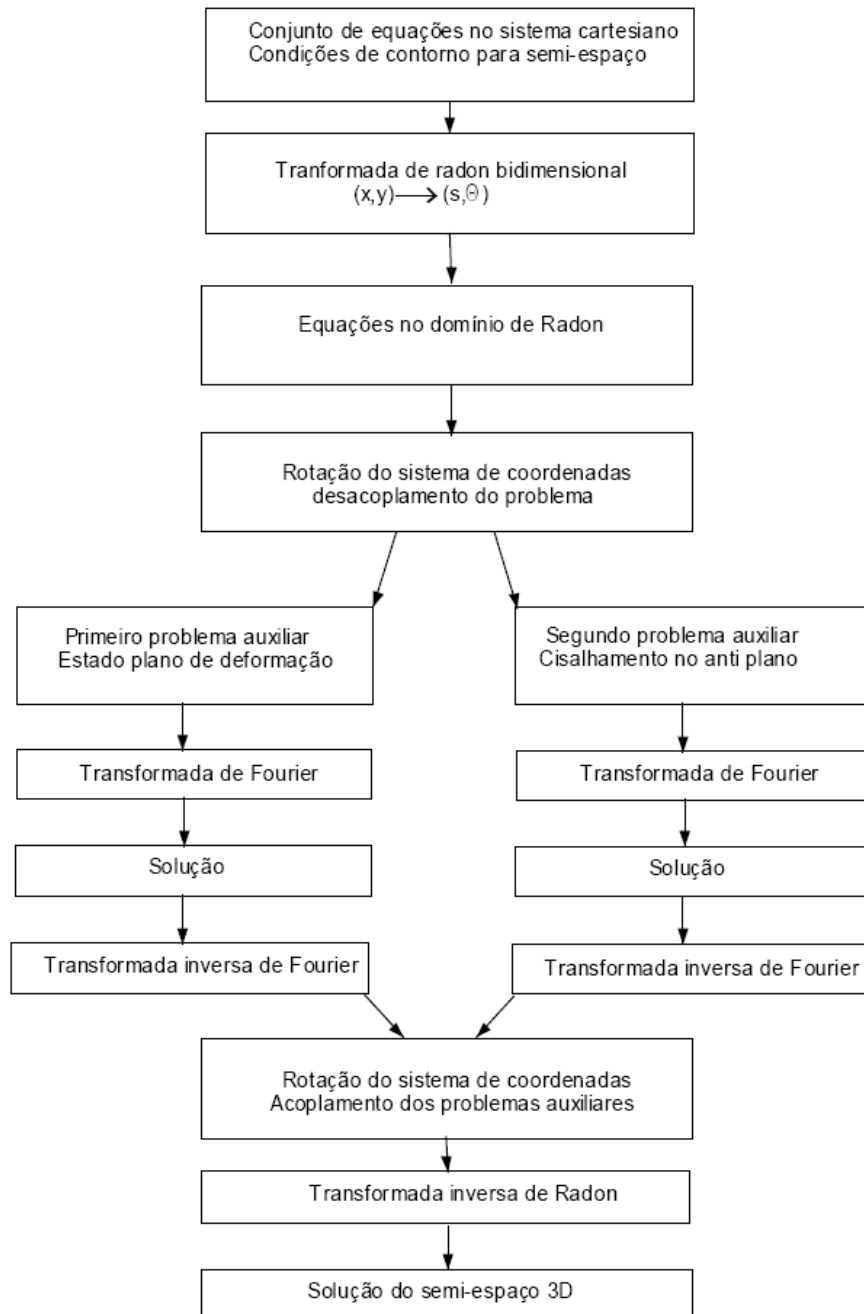 Conjunto de equações no sistema cartesiano
Condições de contorno para semi-espaço
Tranformada de radon bidimensional
(x,y)⟶(s,Θ)
Equações no domínio de Radon
Rotação do sistema de coordenadas
desacoplamento do problema
Primeiro problema auxiliar
Estado plano de deformação
Segundo problema auxiliar
Cisalhamento no anti plano
Transformada de Fourier
Transformada de Fourier
Solução
Solução
Transformada inversa de Fourier
Transformada inversa de Fourier
Rotação do sistema de coordenadas
Acoplamento dos problemas auxiliares
Transformada inversa de Radon
Solução do semi-espaço 3D